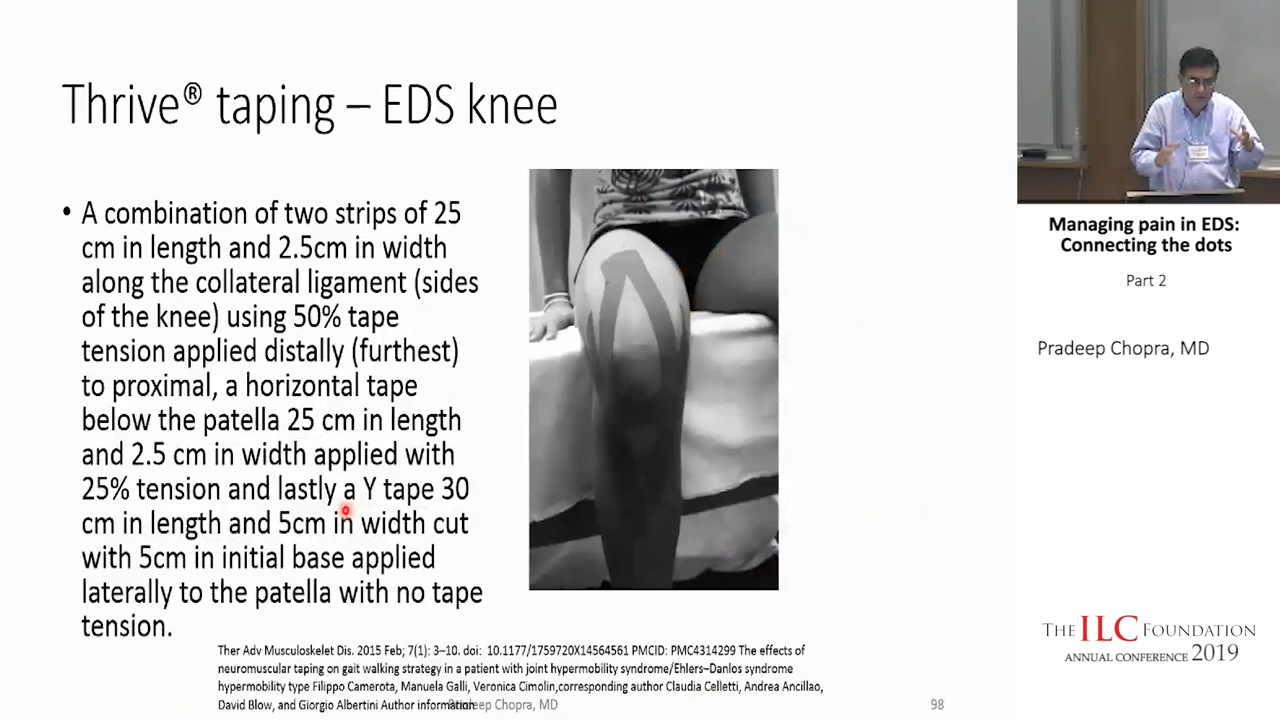 Thrive® taping – EDS knee
• A combination of two strips of 25
cm in length and 2.5cm in width
along the collateral ligament (sides
of the knee) using 50% tape
tension applied distally (furthest)
to proximal, a horizontal tape
below the patella 25 cm in length
and 2.5 cm in width applied with
25% tension and lastly a Y tape 30
cm in length and 5cm in width cut
with 5cm in initial base applied
laterally to the patella with no tape
tension.
Ther Adv Musculoskelet Dis. 2015 Feb; 7(1): 3–10. doi: 10.1177/1759720X14564561 PMCID: PMC4314299 The effects of
neuromuscular taping on gait walking strategy in a patient with joint hypermobility syndrome/Ehlers–Danlos syndrome
hypermobility type Filippo Camerota, Manuela Galli, Veronica Cimolin,corresponding author Claudia Celletti, Andrea Ancillao,
David Blow, and Giorgio Albertini Author information
Pradeep Chopra, MD
98
Managing pain in EDS:
Connecting the dots
Part 2
Pradeep Chopra, MD
THE ILC FOUNDATION
ANNUAL CONFERENCE 2019